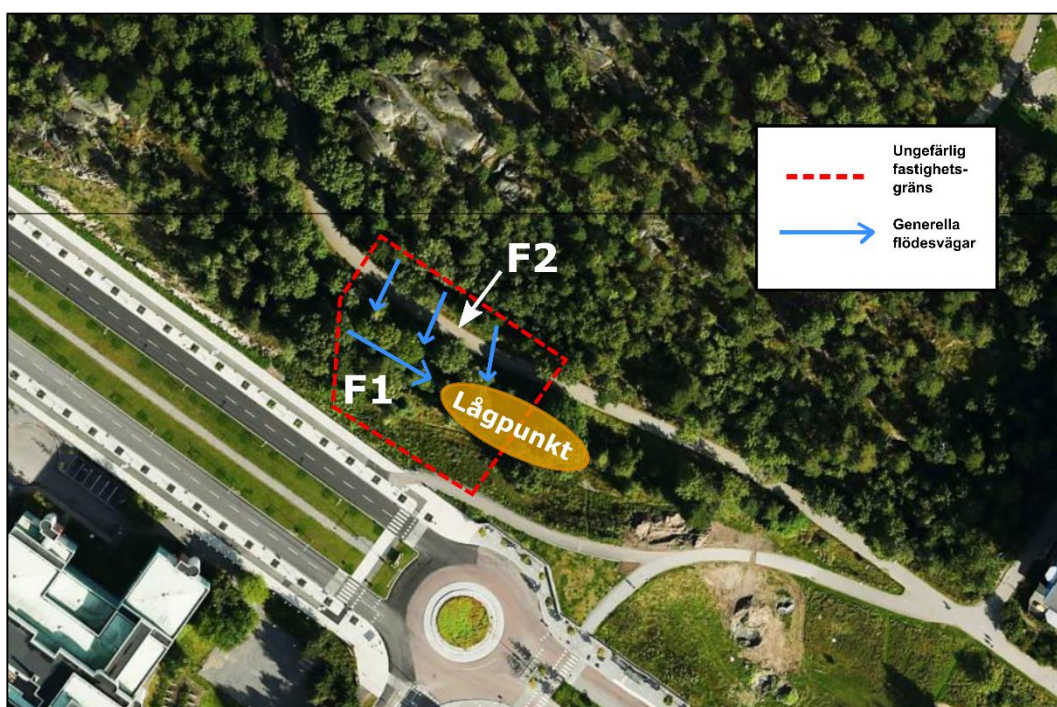 Ungefärlig
fastighets-
gräns
Generella
flödesvägar
F2
F1
Lågpunkt